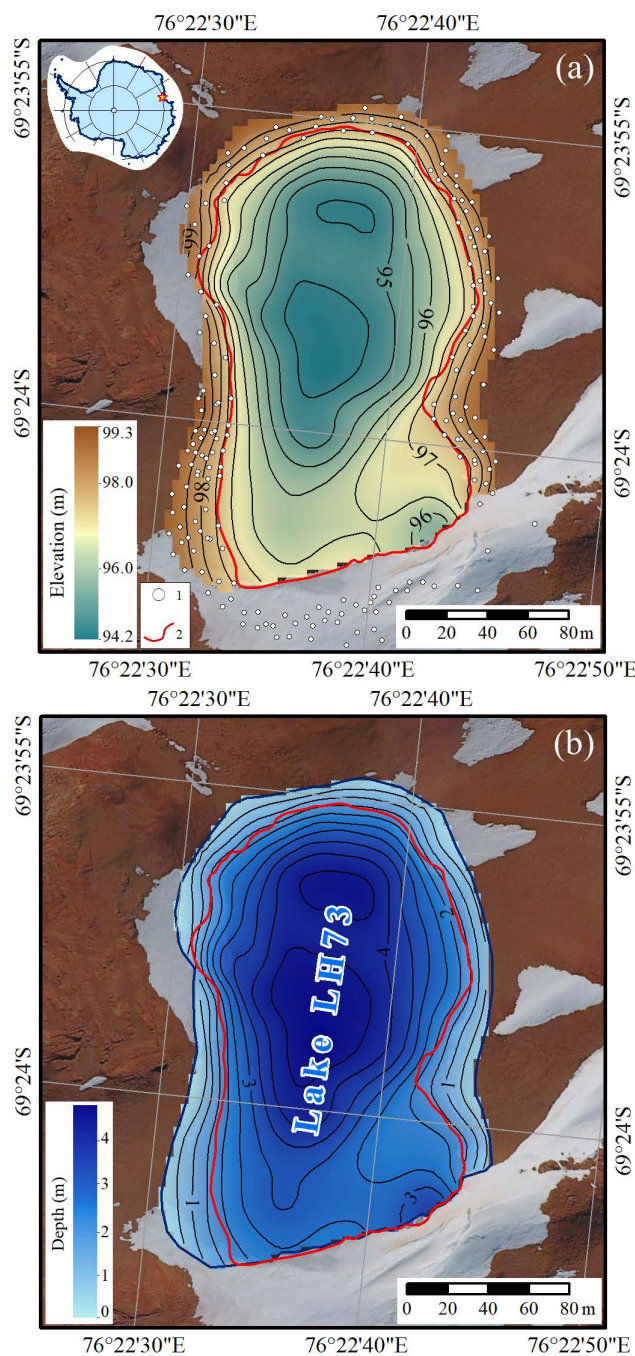 76°22'30"E 76°22'40"E
(a)
69°23'55"S
69°23'55"S
99
95
96
69°24'S
69°24'S
97
98
96
Elevation (m)
99.3
98.0
96.0
94.2
1
2
0 20 40 60 80 m
76°22'30"E 76°22'40"E 76°22'50"E
76°22'30"E 76°22'40"E
(b)
69°23'55"S
69°23'55"S
2
4
Lake LH73
3
1
69°24'S
69°24'S
1
3
Depth (m)
4
3
2
1
0
0 20 40 60 80 m
76°22'30"E 76°22'40"E 76°22'50"E